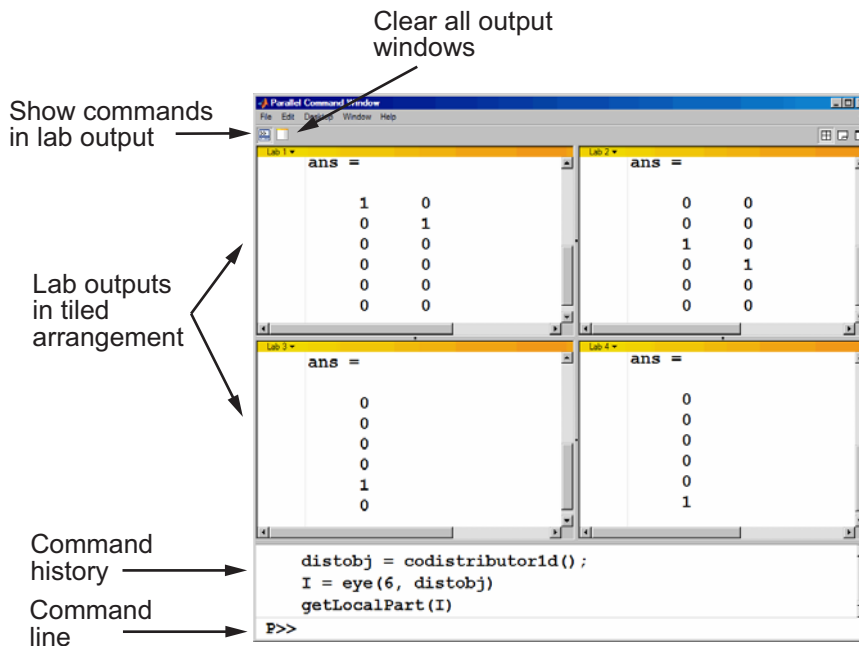 Clear all output
windows
Show commands
in lab output
Parallel Command Window
File Edit Desktop Window Help
Lab 1
ans =
1 0
0 1
0 0
0 0
0 0
0 0
Lab 2
ans =
0 0
0 0
1 0
0 1
0 0
0 0
Lab outputs
in tiled
arrangement
Lab 3
ans =
0
0
0
0
1
0
Lab 4
ans =
0
0
0
0
0
1
Command
history
distobj = codistributor1d();
I = eye(6, distobj)
getLocalPart(I)
Command
line
P>>